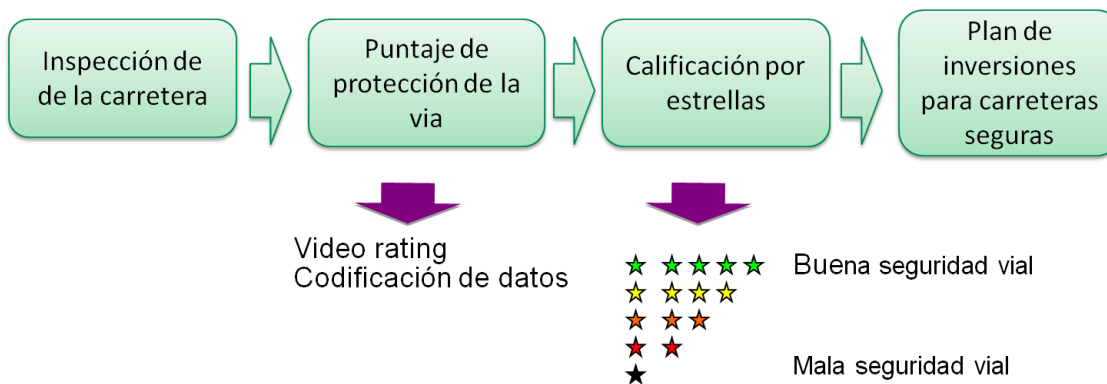 Inspección de
de la carretera
Puntaje de
protección de la
via
Calificación por
estrellas
Plan de
inversiones
para carreteras
seguras
Video rating
Codificación de datos
Buena seguridad vial
Mala seguridad vial